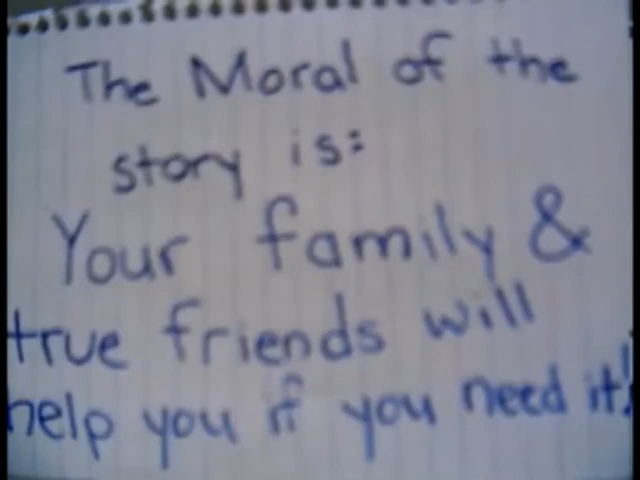 The Moral of the
story is:
Your family &
true friends will
help you if you need it!